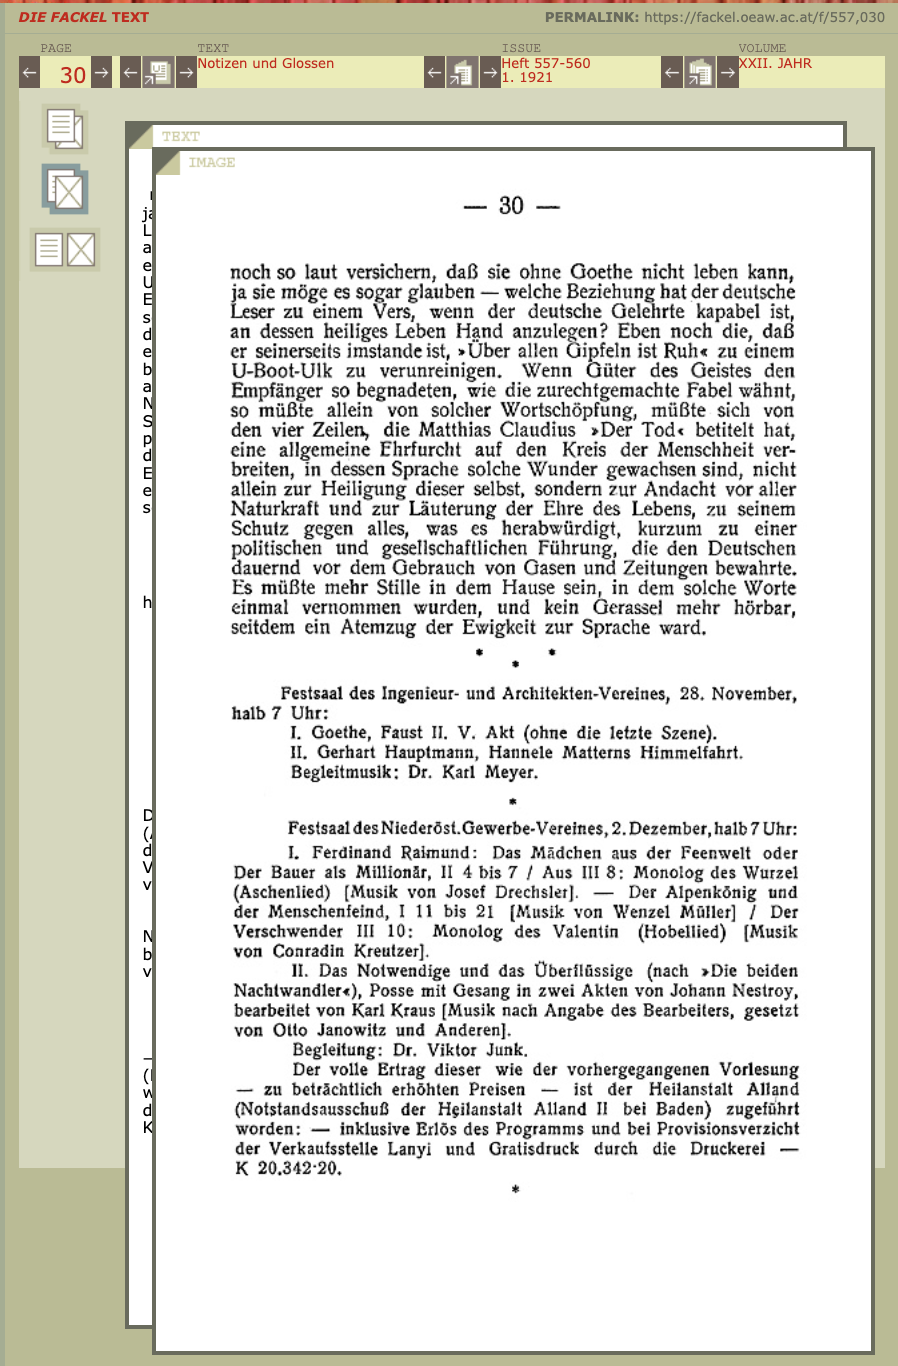 DIE FACKEL TEXT
PERMALINK: https://fackel.oeaw.ac.at/f/557,030
PAGE
TEXT
ISSUE
VOLUME
30
Notizen und Glossen
Heft 557-560
1. 1921
XXII. JAHR
TEXT
IMAGE
— 30 —
noch so laut versichern, daß sie ohne Goethe nicht leben kann,
ja sie möge es sogar glauben — welche Beziehung hat der deutsche
Leser zu einem Vers, wenn der deutsche Gelehrte kapabel ist,
an dessen heiliges Leben Hand anzulegen? Eben noch die, daß
er seinerseits imstande ist, »Über allen Gipfeln ist Ruh« zu einem
U-Boot-Ulk zu verunreinigen. Wenn Güter des Geistes den
Empfänger so begnadeten, wie die zurechtgemachte Fabel wähnt,
so müßte allein von solcher Wortschöpfung, müßte sich von
den vier Zeilen, die Matthias Claudius »Der Tod« betitelt hat,
eine allgemeine Ehrfurcht auf den Kreis der Menschheit ver-
breiten, in dessen Sprache solche Wunder gewachsen sind, nicht
allein zur Heiligung dieser selbst, sondern zur Andacht vor aller
Naturkraft und zur Läuterung der Ehre des Lebens, zu seinem
Schutz gegen alles, was es herabwürdigt, kurzum zu einer
politischen und gesellschaftlichen Führung, die den Deutschen
dauernd vor dem Gebrauch von Gasen und Zeitungen bewahrte.
Es müßte mehr Stille in dem Hause sein, in dem solche Worte
einmal vernommen wurden, und kein Gerassel mehr hörbar,
seitdem ein Atemzug der Ewigkeit zur Sprache ward.
* * *
Festsaal des Ingenieur- und Architekten-Vereines, 28. November,
halb 7 Uhr:
I. Goethe, Faust II. V. Akt (ohne die letzte Szene).
II. Gerhart Hauptmann, Hannele Matterns Himmelfahrt.
Begleitmusik: Dr. Karl Meyer.
*
Festsaal des Niederöst. Gewerbe-Vereines, 2. Dezember, halb 7 Uhr:
I. Ferdinand Raimund: Das Mädchen aus der Feenwelt oder
Der Bauer als Millionär, II 4 bis 7 / Aus III 8: Monolog des Wurzel
(Aschenlied) [Musik von Josef Drechsler]. — Der Alpenkönig und
der Menschenfeind, I 11 bis 21 [Musik von Wenzel Müller] / Der
Verschwender III 10: Monolog des Valentin (Hobellied) [Musik
von Conradin Kreutzer].
II. Das Notwendige und das Überflüssige (nach »Die beiden
Nachtwandler«), Posse mit Gesang in zwei Akten von Johann Nestroy,
bearbeitet von Karl Kraus [Musik nach Angabe des Bearbeiters, gesetzt
von Otto Janowitz und Anderen].
Begleitung: Dr. Viktor Junk.
Der volle Ertrag dieser wie der vorhergegangenen Vorlesung
— zu beträchtlich erhöhten Preisen — ist der Heilanstalt Alland
(Notstandsausschuß der Heilanstalt Alland II bei Baden) zugeführt
worden: — inklusive Erlös des Programms und bei Provisionsverzicht
der Verkaufsstelle Lanyi und Gratisdruck durch die Druckerei —
K 20.342·20.
*